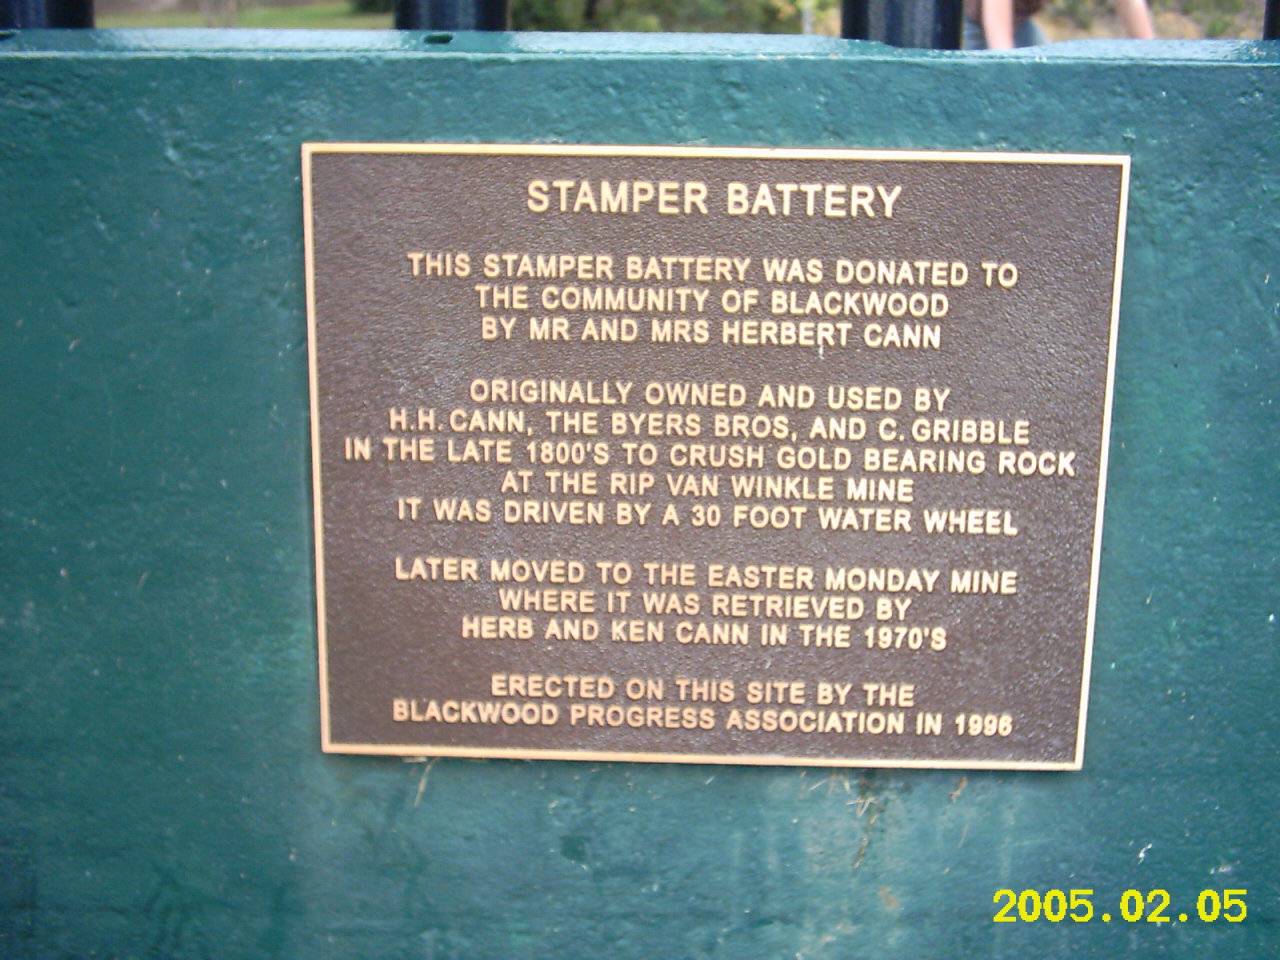 STAMPER BATTERY
THIS STAMPER BATTERY WAS DONATED TO
THE COMMUNITY OF BLACKWOOD
BY MR AND MRS HERBERT CANN
ORIGINALLY OWNED AND USED BY
H.H. CANN, THE BYERS BROS, AND C. GRIBBLE
IN THE LATE 1800'S TO CRUSH GOLD BEARING ROCK
AT THE RIP VAN WINKLE MINE
IT WAS DRIVEN BY A 30 FOOT WATER WHEEL
LATER MOVED TO THE EASTER MONDAY MINE
WHERE IT WAS RETRIEVED BY
HERB AND KEN CANN IN THE 1970'S
ERECTED ON THIS SITE BY THE
BLACKWOOD PROGRESS ASSOCIATION IN 1996
2005.02.05